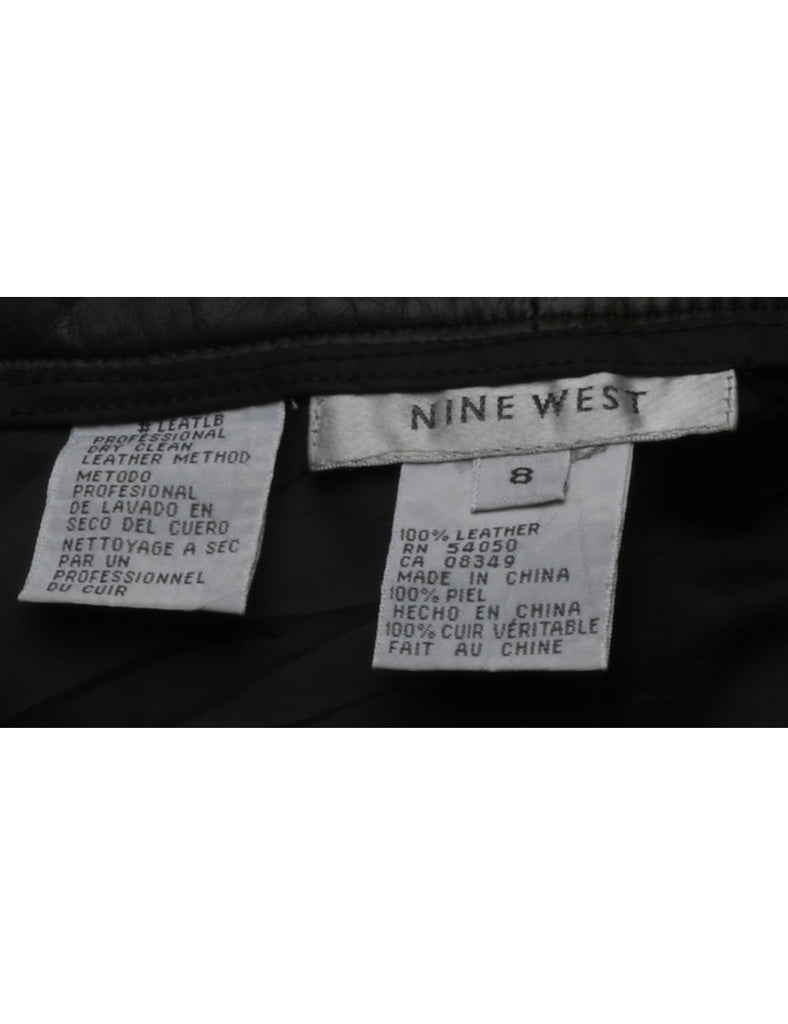 #LEATLB
PROFESSIONAL
DRY CLEAN
LEATHER METHOD
METODO
PROFESIONAL
DE LAVADO EN
SECO DEL CUERO
NETTOYAGE A SEC
PAR UN
PROFESSIONNEL
DU CUIR
NINE WEST
8
100% LEATHER
RN 54050
CA 08349
MADE IN CHINA
100% PIEL
HECHO EN CHINA
100% CUIR VÉRITABLE
FAIT AU CHINE